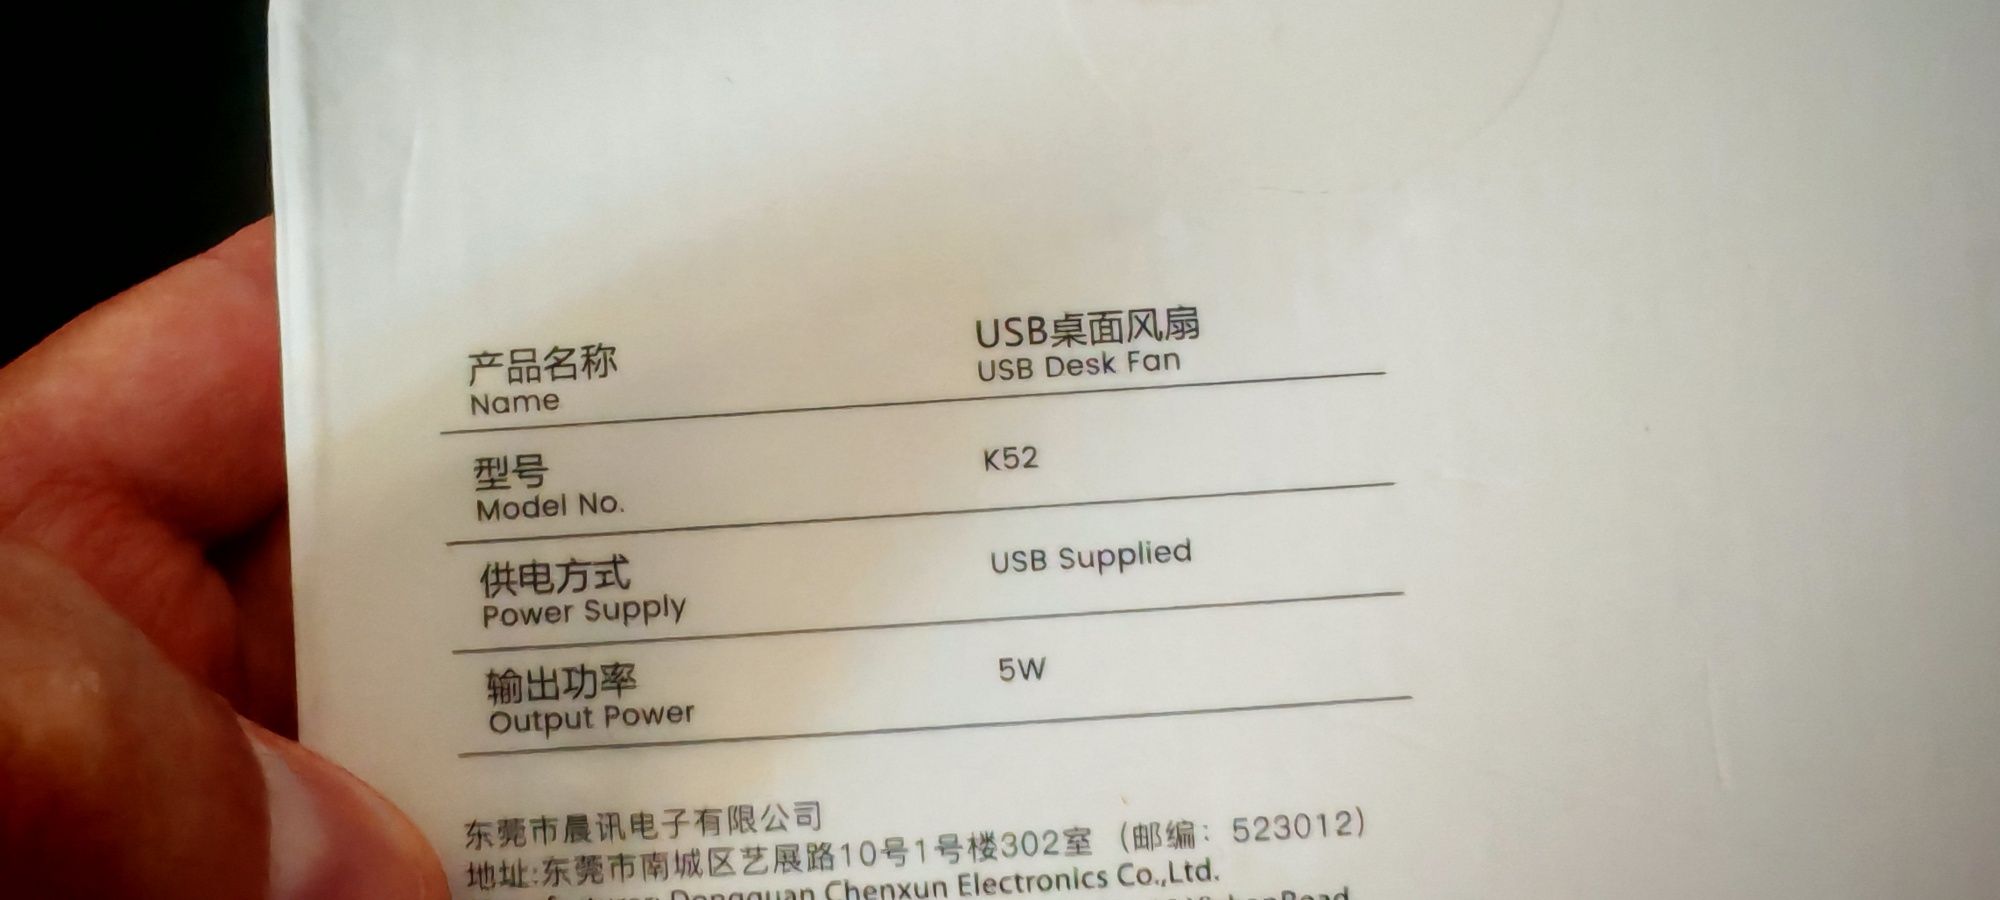 产品名称
Name
USB桌面风扇
USB Desk Fan
型号
Model No.
K52
供电方式
Power Supply
USB Supplied
输出功率
Output Power
5W
东莞市晨讯电子有限公司
地址:东莞市南城区艺展路10号1号楼302室 (邮编: 523012)
Dongguan Chenxun Electronics Co.,Ltd.
Road